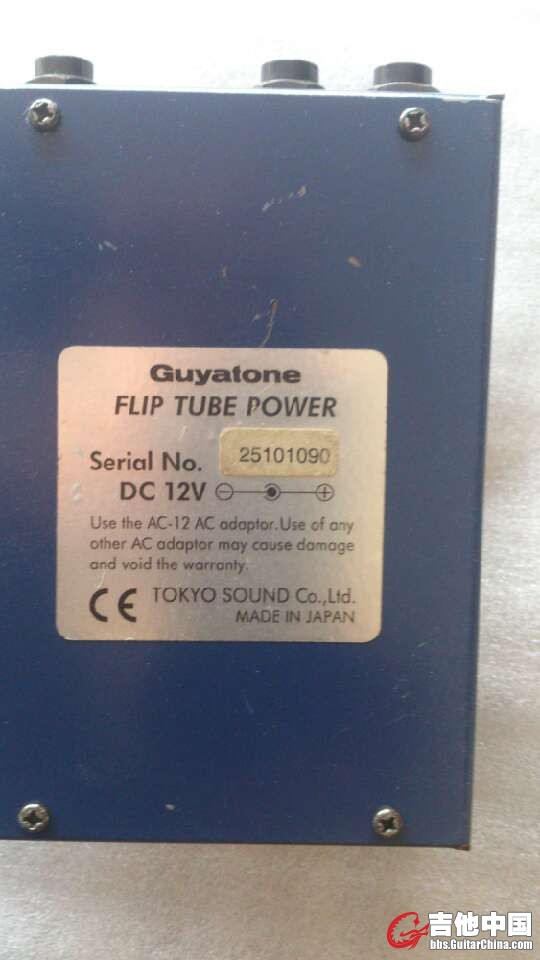 Guyatone
FLIP TUBE POWER
Serial No. 25101090
DC 12V
Use the AC-12 AC adaptor.Use of any
other AC adaptor may cause damage
and void the warranty.
CE TOKYO SOUND Co.,Ltd.
MADE IN JAPAN
吉他中国
bbs.GuitarChina.com